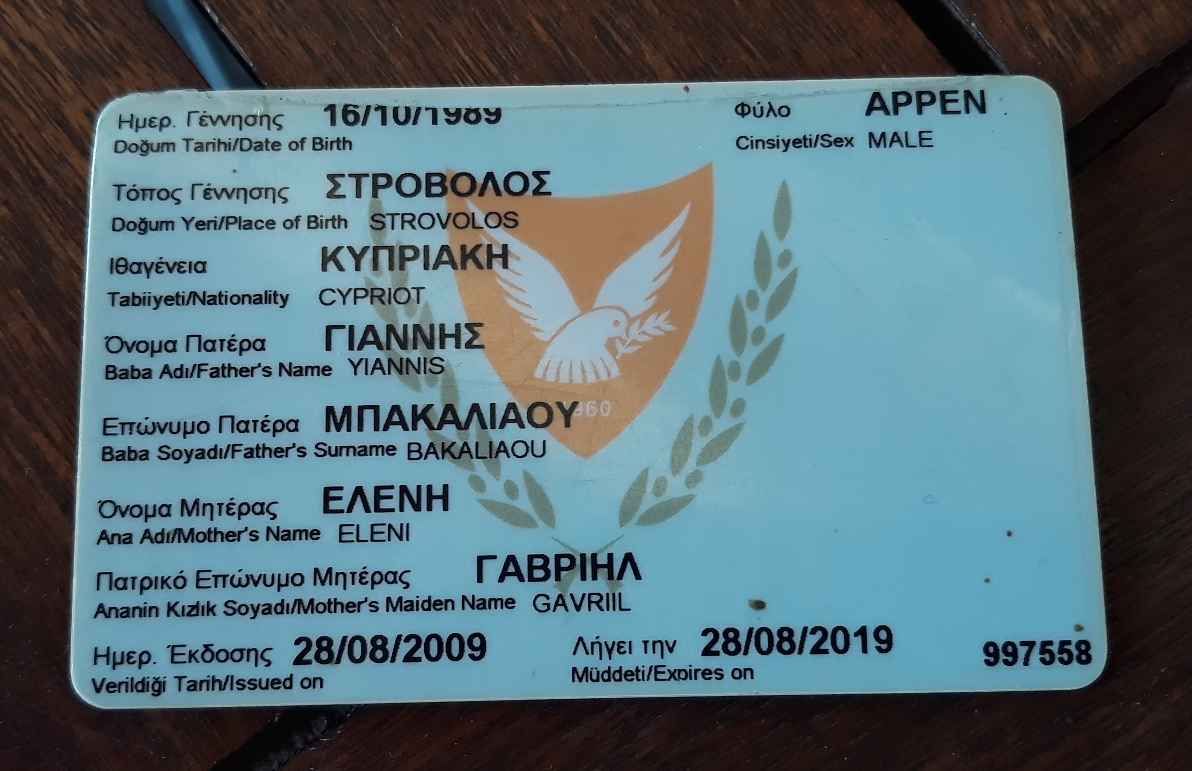 Ημερ. Γέννησης 16/10/1989 Φύλο ΑΡΡΕΝ
Doğum Tarihi/Date of Birth Cinsiyeti/Sex MALE
Τόπος Γέννησης ΣΤΡΟΒΟΛΟΣ
Doğum Yeri/Place of Birth STROVOLOS
Ιθαγένεια ΚΥΠΡΙΑΚΗ
Tabiiyeti/Nationality CYPRIOT
Όνομα Πατέρα ΓΙΑΝΝΗΣ
Baba Adı/Father's Name YIANNIS
Επώνυμο Πατέρα ΜΠΑΚΑΛΙΑΟΥ
1960
Baba Soyadı/Father's Surname BAKALIAOU
Όνομα Μητέρας ΕΛΕΝΗ
Ana Adı/Mother's Name ELENI
Πατρικό Επώνυμο Μητέρας ΓΑΒΡΙΗΛ
Ananin Kızlık Soyadı/Mother's Maiden Name GAVRIIL
Ημερ. Έκδοσης 28/08/2009 Λήγει την 28/08/2019 997558
Verildiği Tarih/Issued on Müddeti/Expires on